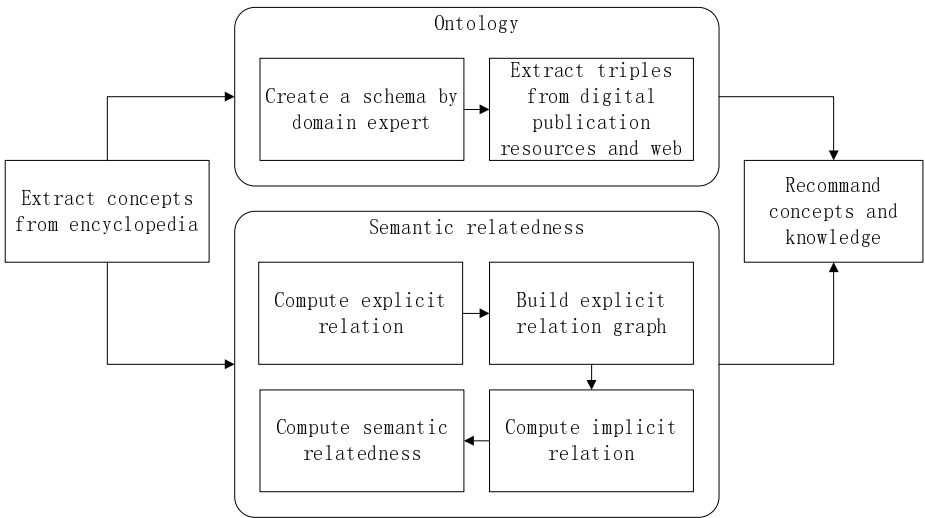 Ontology
Create a schema by
domain expert
Extract triples
from digital
publication
resources and web
Extract concepts
from encyclopedia
Recommand
concepts and
knowledge
Semantic relatedness
Compute explicit
relation
Build explicit
relation graph
Compute semantic
relatedness
Compute implicit
relation